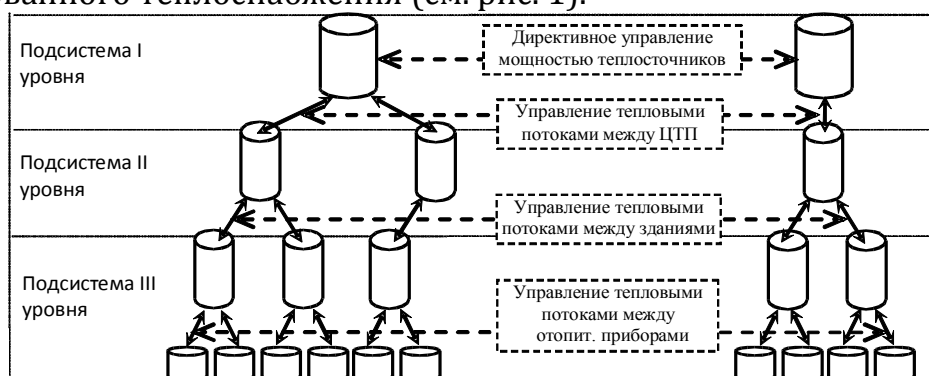 ванного теплоснабжения (см. рис. 1).
Подсистема I
уровня
Директивное управление
мощностью теплосточников
Управление тепловыми
потоками между ЦТП
Подсистема II
уровня
Управление тепловыми
потоками между зданиями
Подсистема III
уровня
Управление тепловыми
потоками между
отопит. приборами